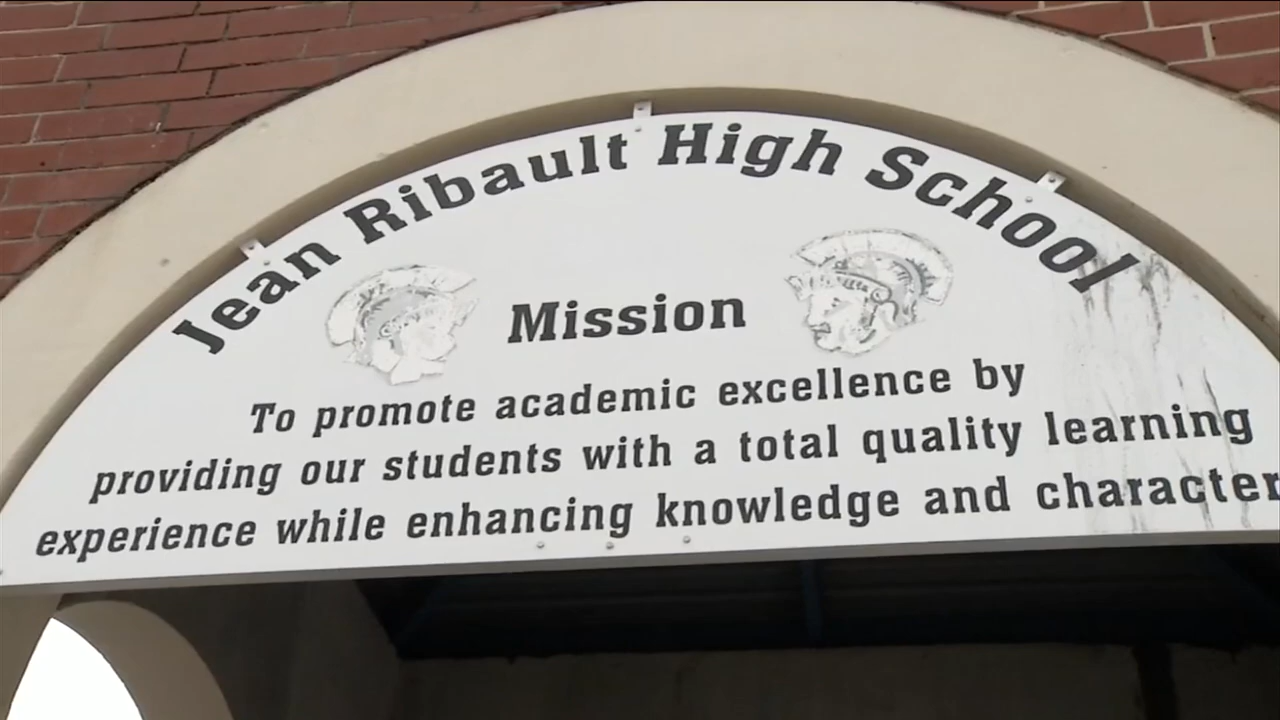 Jean Ribault High School
Mission
To promote academic excellence by
providing our students with a total quality learning
experience while enhancing knowledge and character